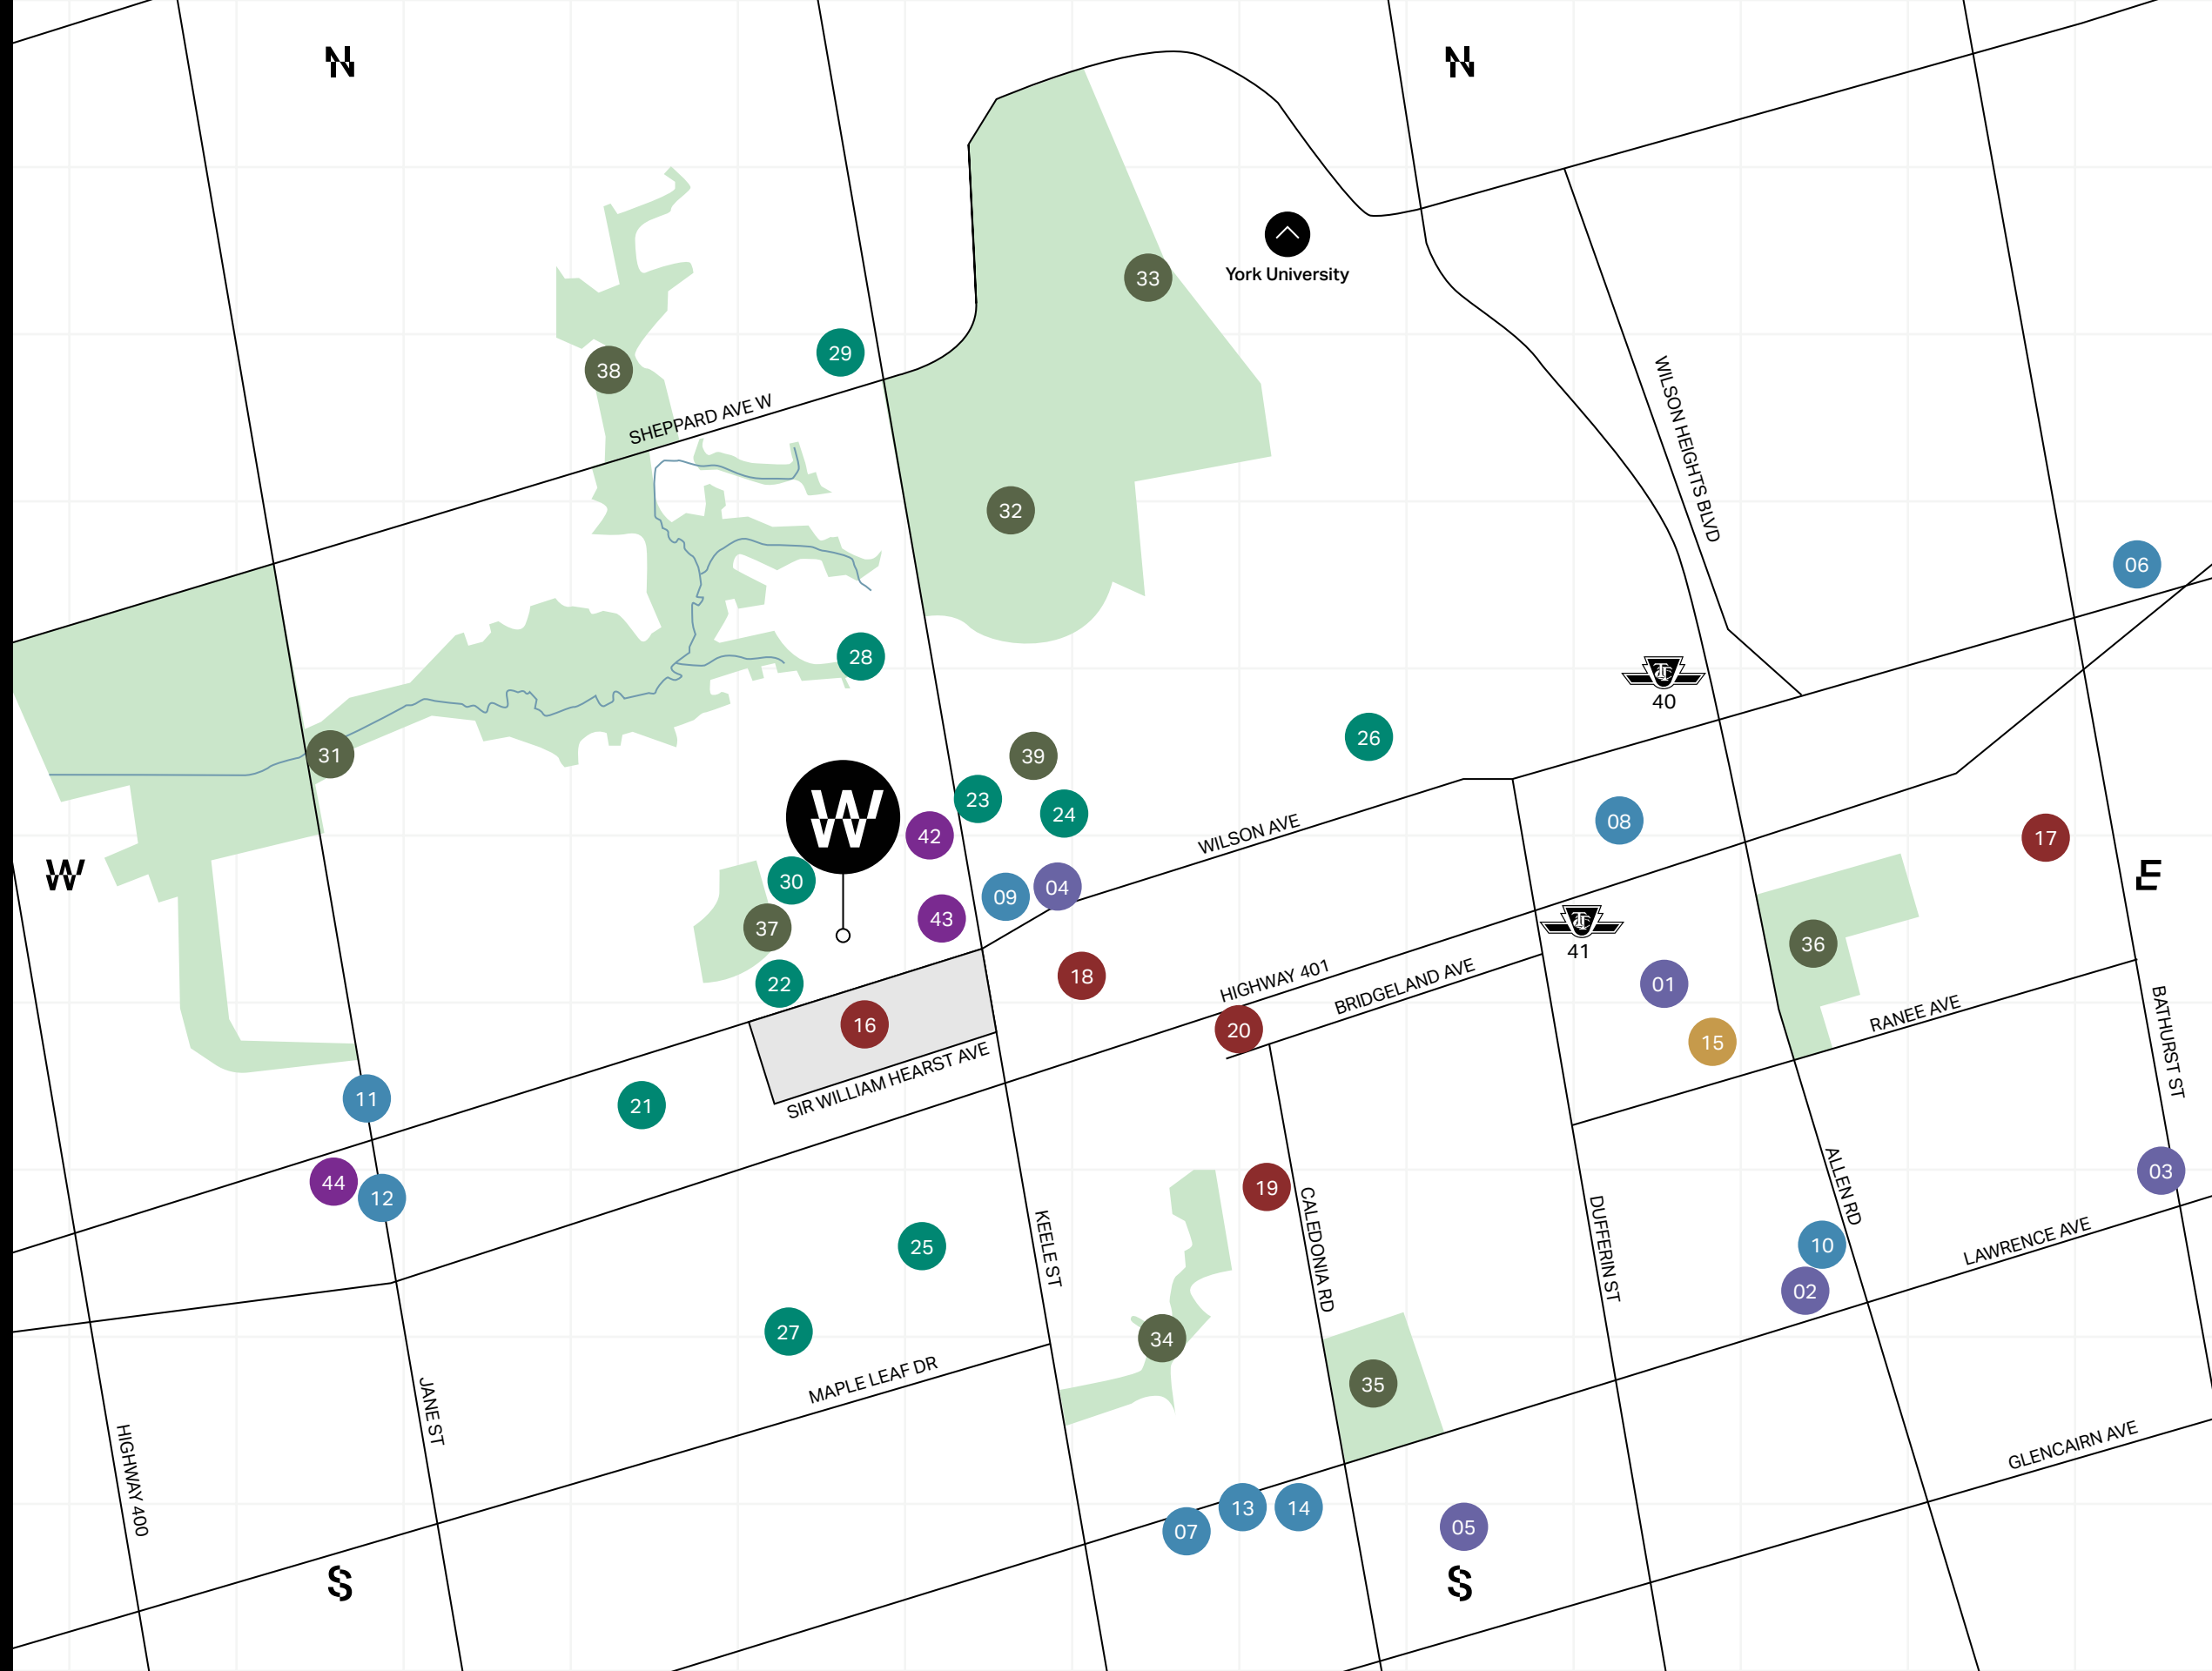 N
N
33
York University
29
38
SHEPPARD AVE W
WILSON HEIGHTS BLVD
32
06
28
40
26
31
39
23
24
W
42
08
WILSON AVE
17
W
30
09
04
E
43
37
41
36
18
HIGHWAY 401
BRIDGELAND AVE
01
22
16
20
RANEE AVE
15
BATHURST ST
SIR WILLIAM HEARST AVE
11
21
44
12
19
03
ALLEN RD
CALEDONIA RD
KEELE ST
DUFFERIN ST
25
10
LAWRENCE AVE
02
27
34
MAPLE LEAF DR
35
JANE ST
HIGHWAY 400
GLENCAIRN AVE
13
14
07
05
S
S